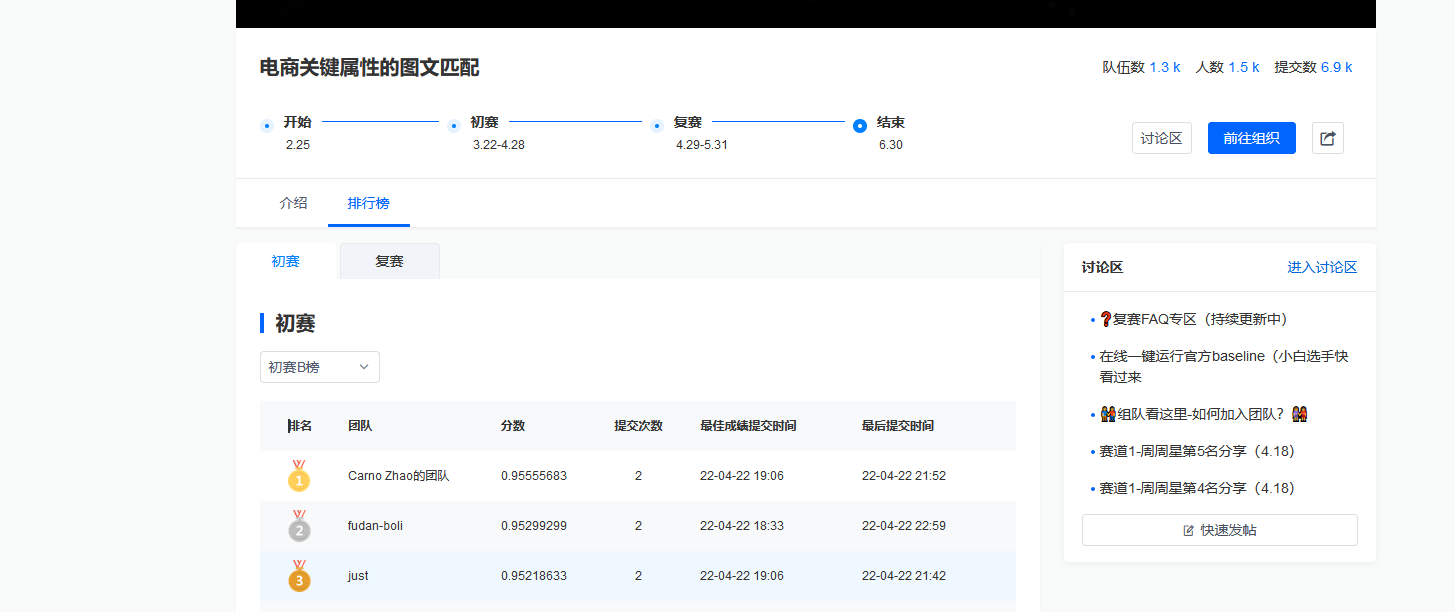 电商关键属性的图文匹配
队伍数 1.3 k 人数 1.5 k 提交数 6.9 k
开始 初赛 复赛 结束
2.25 3.22-4.28 4.29-5.31 6.30
讨论区 前往组织
介绍 排行榜
初赛 复赛
初赛
初赛B榜
排名 团队 分数 提交次数 最佳成绩提交时间 最后提交时间
1 Carno Zhao的团队 0.95555683 2 22-04-22 19:06 22-04-22 21:52
2 fudan-boli 0.95299299 2 22-04-22 18:33 22-04-22 22:59
3 just 0.95218633 2 22-04-22 19:06 22-04-22 21:42
讨论区 进入讨论区
❓复赛FAQ专区（持续更新中）
在线一键运行官方baseline（小白选手快
看过来
组队看这里-如何加入团队？
赛道1-周周星第5名分享（4.18）
赛道1-周周星第4名分享（4.18）
快速发帖